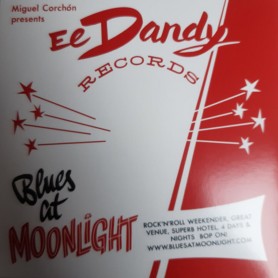 Miguel Corchón
presents
Ee Dandy
RECORDS
Blues
at
MOONLIGHT
ROCK'N'ROLL WEEKENDER, GREAT
VENUE, SUPERB HOTEL. 4 DAYS &
NIGHTS BOP ON!
WWW.BLUESATMOONLIGHT.COM